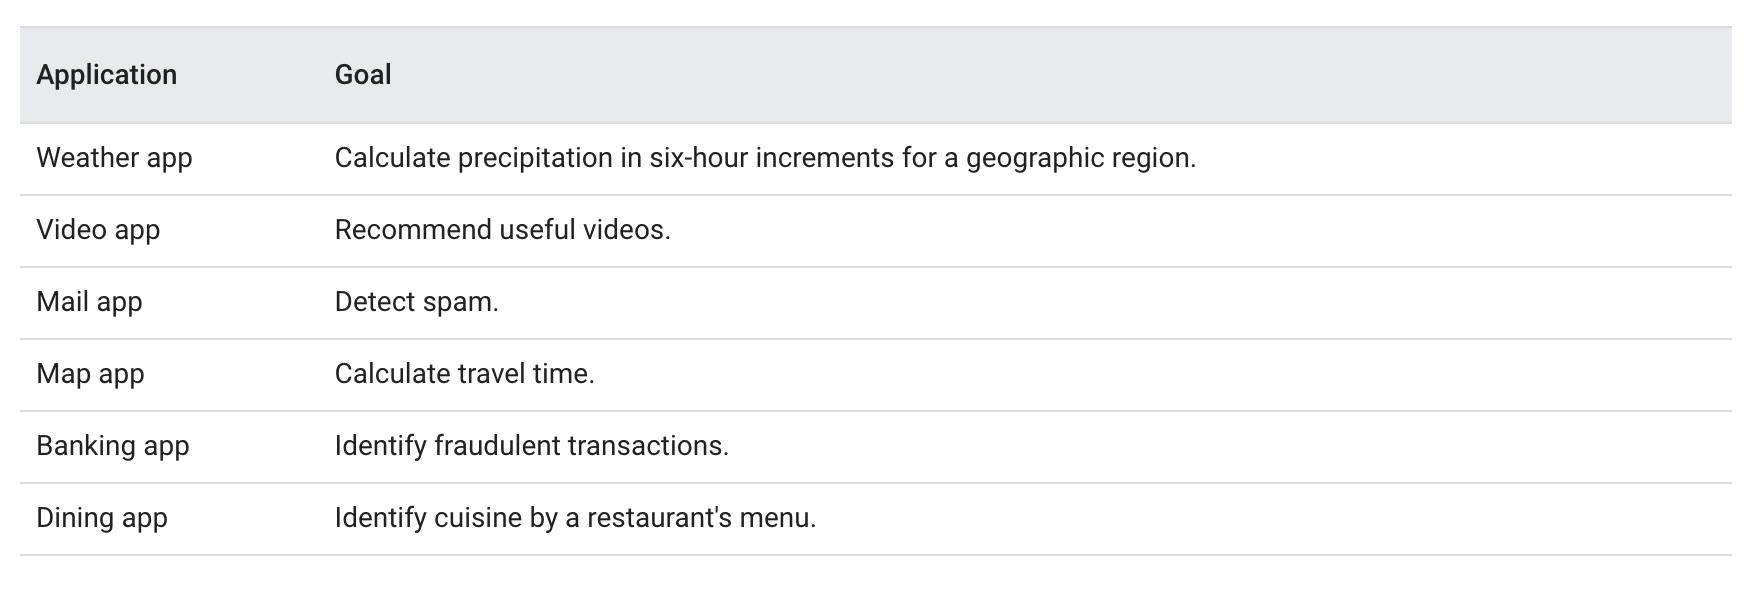 Application Goal
Weather app Calculate precipitation in six-hour increments for a geographic region.
Video app Recommend useful videos.
Mail app Detect spam.
Map app Calculate travel time.
Banking app Identify fraudulent transactions.
Dining app Identify cuisine by a restaurant's menu.